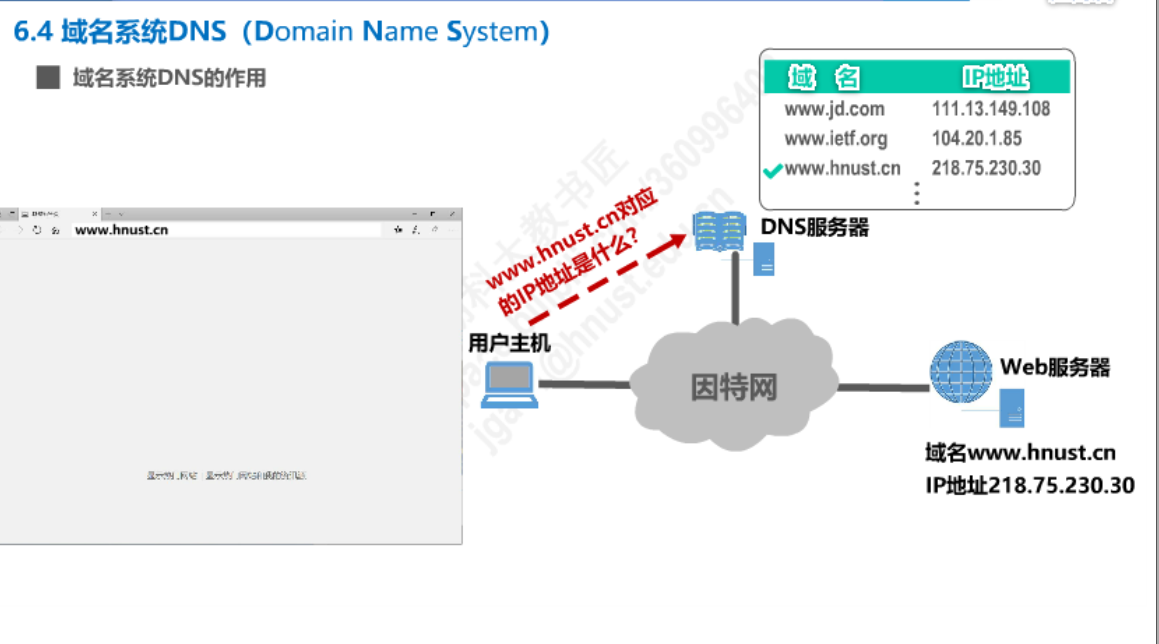 6.4 域名系统DNS（Domain Name System）
域名系统DNS的作用
域 名 IP地址
www.jd.com 111.13.149.108
www.ietf.org 104.20.1.85
www.hnust.cn 218.75.230.30
DNS服务器
www.hnust.cn
www.hnust.cn对应
的IP地址是什么?
用户主机
因特网
Web服务器
域名www.hnust.cn
IP地址218.75.230.30